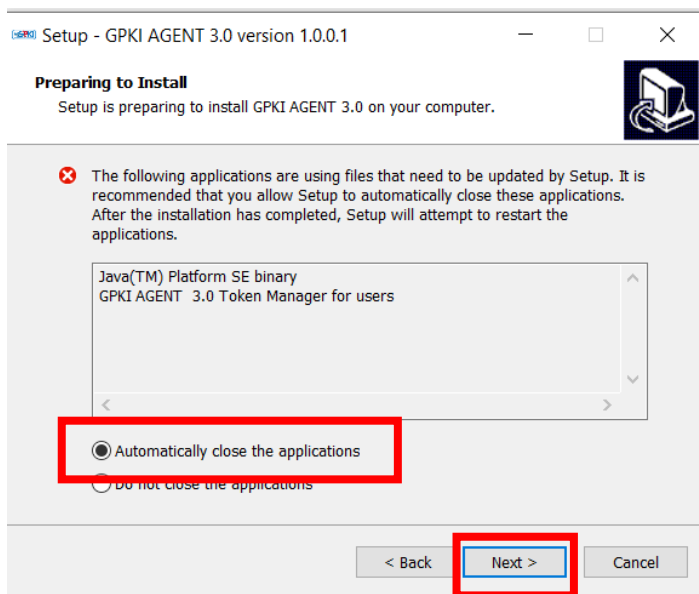 GPKI Setup - GPKI AGENT 3.0 version 1.0.0.1
Preparing to Install
Setup is preparing to install GPKI AGENT 3.0 on your computer.
The following applications are using files that need to be updated by Setup. It is
recommended that you allow Setup to automatically close these applications.
After the installation has completed, Setup will attempt to restart the
applications.
Java(TM) Platform SE binary
GPKI AGENT  3.0 Token Manager for users
Automatically close the applications
Do not close the applications
< Back
Next >
Cancel